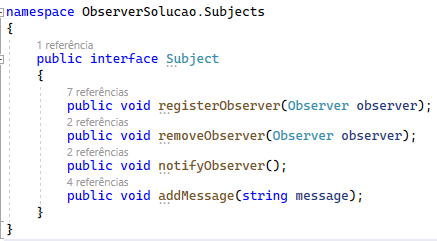 namespace ObserverSolucao.Subjects
{
1 referência
public interface Subject
{
7 referências
public void registerObserver(Observer observer);
2 referências
public void removeObserver(Observer observer);
2 referências
public void notifyObserver();
4 referências
public void addMessage(string message);
}
}